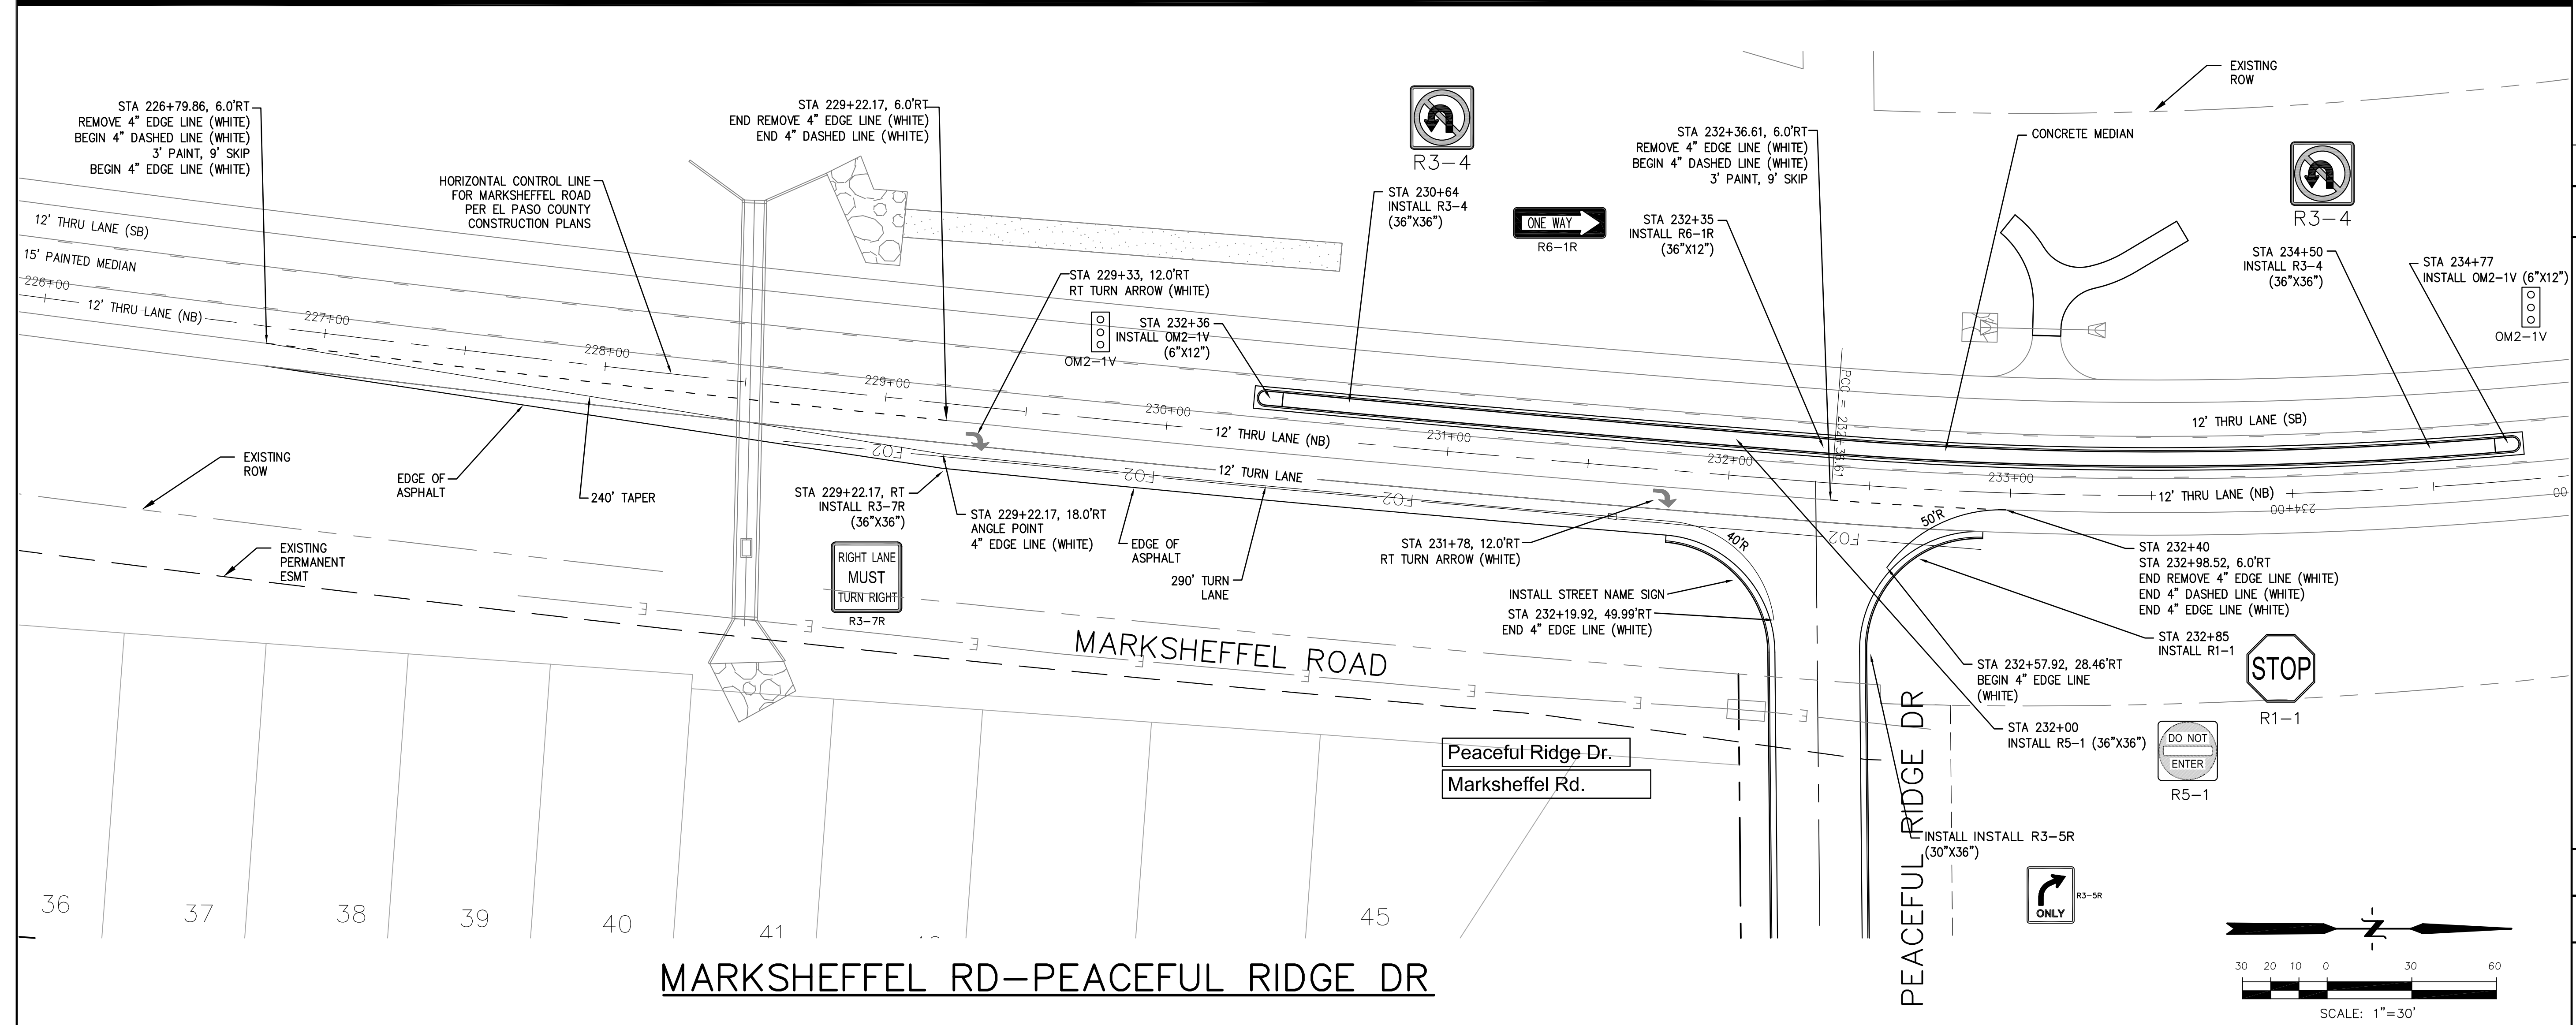 STA 226+79.86, 6.0'RT
REMOVE 4" EDGE LINE (WHITE)
BEGIN 4" DASHED LINE (WHITE)
3' PAINT, 9' SKIP
BEGIN 4" EDGE LINE (WHITE)
HORIZONTAL CONTROL LINE
FOR MARKSHEFFEL ROAD
PER EL PASO COUNTY
CONSTRUCTION PLANS
STA 229+22.17, 6.0'RT
END REMOVE 4" EDGE LINE (WHITE)
END 4" DASHED LINE (WHITE)
STA 229+33, 12.0'RT
RT TURN ARROW (WHITE)
OM2-1V
STA 232+36
INSTALL OM2-1V
(6"X12")
R3-4
STA 230+64
INSTALL R3-4
(36"X36")
ONE WAY
R6-1R
STA 232+36.61, 6.0'RT
REMOVE 4" EDGE LINE (WHITE)
BEGIN 4" DASHED LINE (WHITE)
3' PAINT, 9' SKIP
STA 232+35
INSTALL R6-1R
(36"X12")
CONCRETE MEDIAN
EXISTING
ROW
R3-4
STA 234+50
INSTALL R3-4
(36"X36")
STA 234+77
INSTALL OM2-1V (6"X12")
OM2-1V
12' THRU LANE (SB)
15' PAINTED MEDIAN
226+00
12' THRU LANE (NB)
227+00
228+00
229+00
230+00
12' THRU LANE (NB)
231+00
232+00
PCC = 232+36.61
233+00
12' THRU LANE (SB)
12' THRU LANE (NB)
234+00
00
EXISTING
ROW
EDGE OF
ASPHALT
240' TAPER
EXISTING
PERMANENT
ESMT
FO2
FO2
FO2
FO2
12' TURN LANE
STA 229+22.17, RT
INSTALL R3-7R
(36"X36")
RIGHT LANE
MUST
TURN RIGHT
R3-7R
STA 229+22.17, 18.0'RT
ANGLE POINT
4" EDGE LINE (WHITE)
EDGE OF
ASPHALT
290' TURN
LANE
STA 231+78, 12.0'RT
RT TURN ARROW (WHITE)
40'R
50'R
INSTALL STREET NAME SIGN
STA 232+19.92, 49.99'RT
END 4" EDGE LINE (WHITE)
STA 232+40
STA 232+98.52, 6.0'RT
END REMOVE 4" EDGE LINE (WHITE)
END 4" DASHED LINE (WHITE)
END 4" EDGE LINE (WHITE)
STA 232+85
INSTALL R1-1
STOP
R1-1
STA 232+57.92, 28.46'RT
BEGIN 4" EDGE LINE
(WHITE)
STA 232+00
INSTALL R5-1 (36"X36")
DO NOT
ENTER
R5-1
E
E
E
E
E
E
E
E
MARKSHEFFEL ROAD
Peaceful Ridge Dr.
Marksheffel Rd.
PEACEFUL RIDGE DR
INSTALL INSTALL R3-5R
(30"X36")
ONLY
R3-5R
36
37
38
39
40
41
45
MARKSHEFFEL RD-PEACEFUL RIDGE DR
N
30 20 10 0 30 60
SCALE: 1"=30'